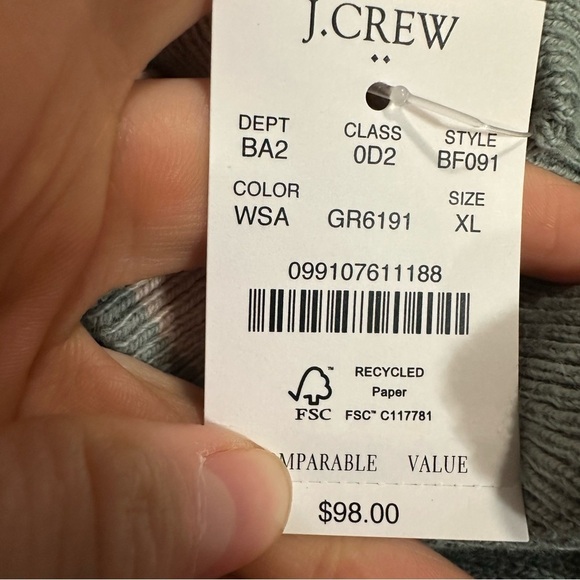 J.CREW
DEPT CLASS STYLE
BA2 0D2 BF091
COLOR SIZE
WSA GR6191 XL
099107611188
RECYCLED
Paper
FSC™ C117781
FSC
MPARABLE VALUE
$98.00